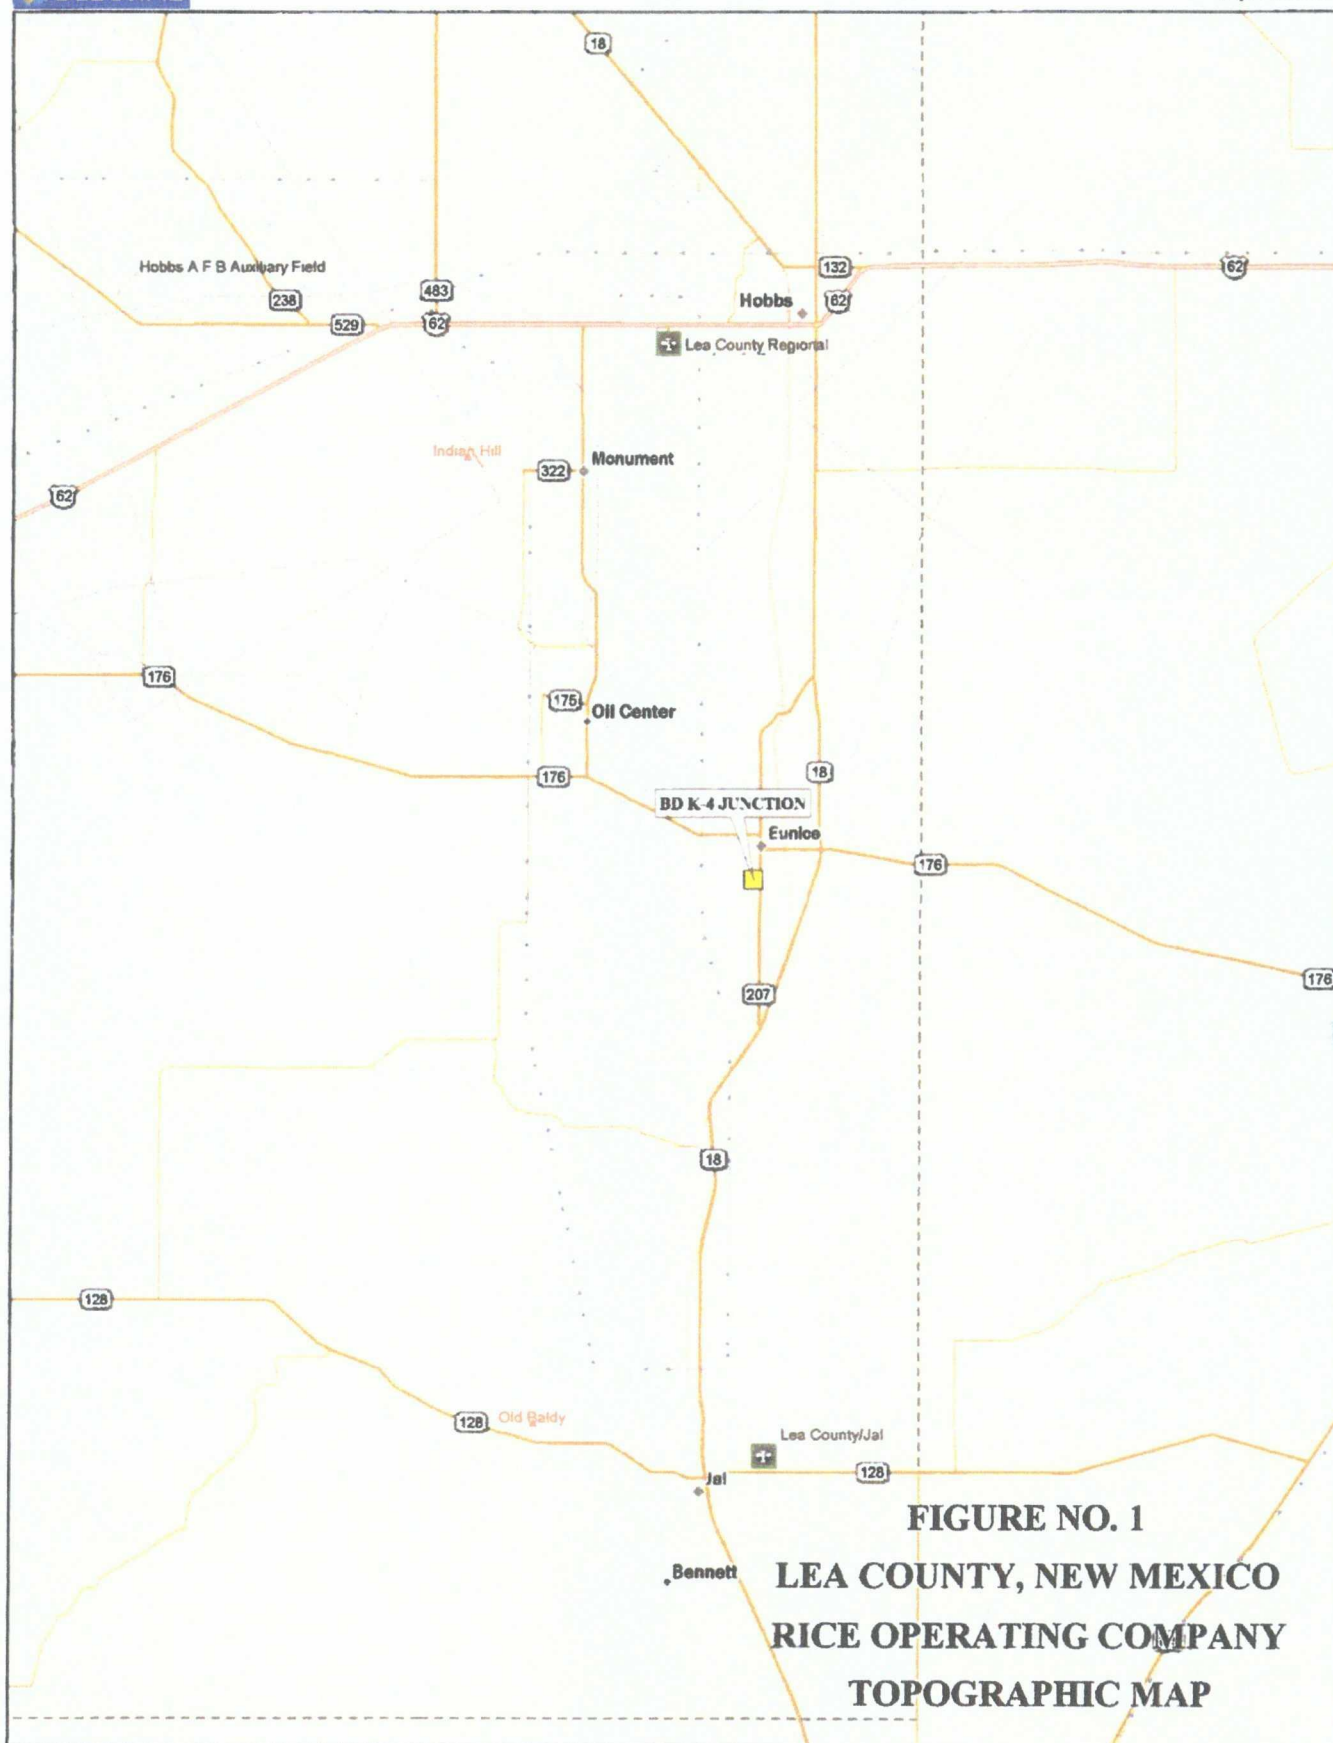 18
Hobbs A F B Auxiliary Field
132
62
238
483
Hobbs
62
529
62
Lea County Regional
Indian Hill
322
Monument
62
176
175
Oil Center
176
18
BD K-4 JUNCTION
Eunice
176
176
207
18
128
128
Old Baldy
Lea County/Jal
Jal
128
FIGURE NO. 1
Bennett
LEA COUNTY, NEW MEXICO
RICE OPERATING COMPANY
TOPOGRAPHIC MAP